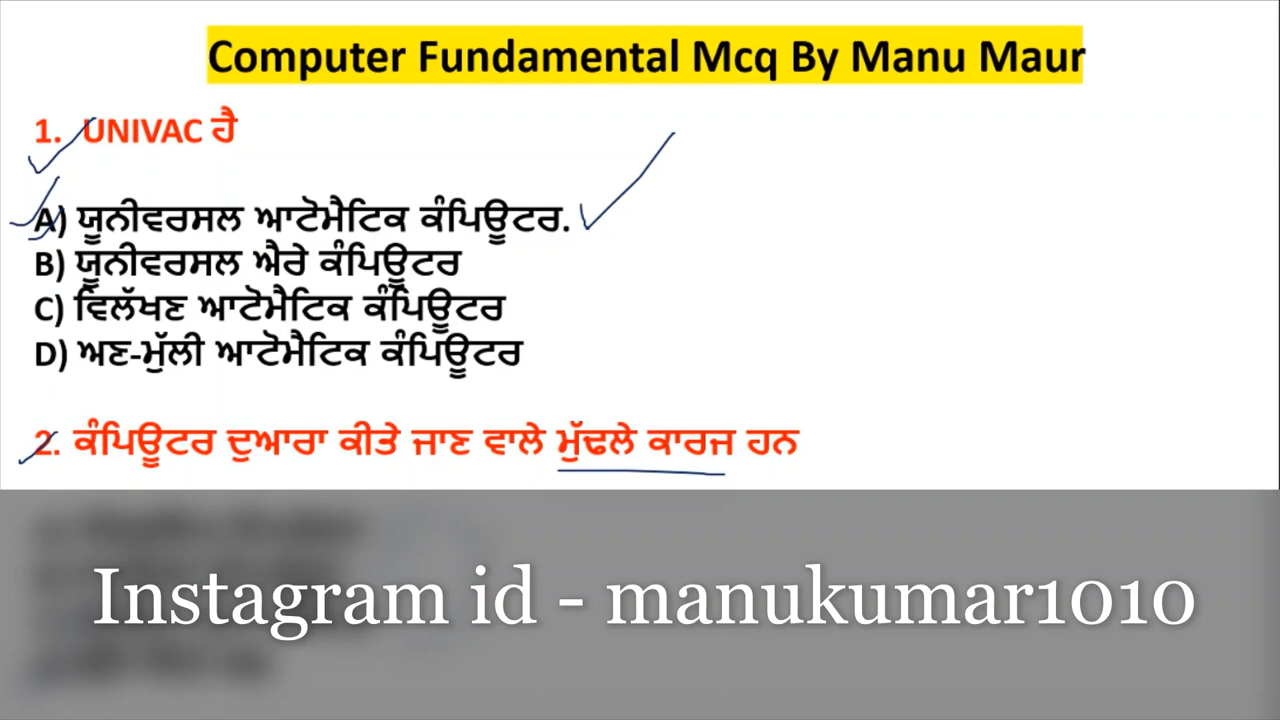 Computer Fundamental Mcq By Manu Maur
1. UNIVAC ਹੈ
A) ਯੂਨੀਵਰਸਲ ਆਟੋਮੈਟਿਕ ਕੰਪਿਊਟਰ.
B) ਯੂਨੀਵਰਸਲ ਐਰੇ ਕੰਪਿਊਟਰ
C) ਵਿਲੱਖਣ ਆਟੋਮੈਟਿਕ ਕੰਪਿਊਟਰ
D) ਅਣ-ਮੁੱਲੀ ਆਟੋਮੈਟਿਕ ਕੰਪਿਊਟਰ
2. ਕੰਪਿਊਟਰ ਦੁਆਰਾ ਕੀਤੇ ਜਾਣ ਵਾਲੇ ਮੁੱਢਲੇ ਕਾਰਜ ਹਨ
Instagram id - manukumar1010